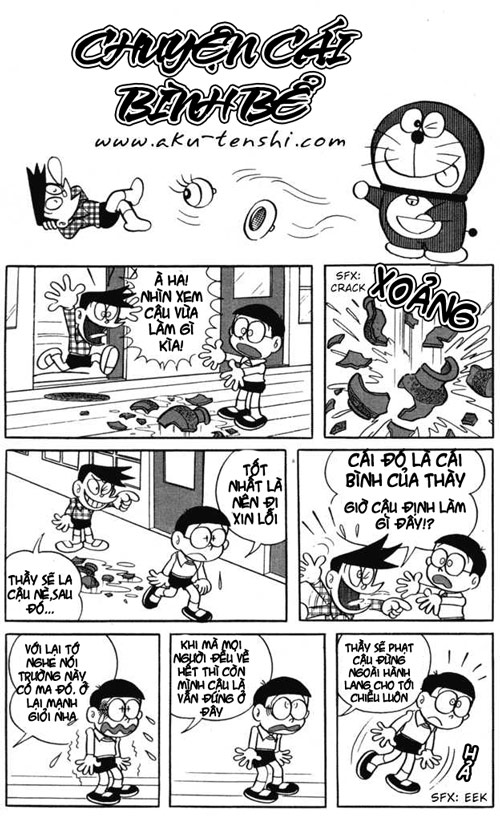 CHUYỆN CÁI
BÌNH BỂ
www.aku-tenshi.com
SFX:
CRACK
XOẢNG
À HA!
NHÌN XEM
CẬU VỪA
LÀM GÌ
KÌA!
CÁI ĐÓ LÀ CÁI
BÌNH CỦA THẦY
GIỜ CẬU ĐỊNH LÀM
GÌ ĐÂY!?
TỐT
NHẤT LÀ
NÊN ĐI
XIN LỖI
THẦY SẼ LA
CẬU NÈ,SAU
ĐÓ...
THẦY SẼ PHẠT
CẬU ĐỨNG
NGOÀI HÀNH
LANG CHO TỚI
CHIỀU LUÔN
HẢ
SFX: EEK
KHI MÀ MỌI
NGƯỜI ĐỀU VỀ
HẾT THÌ CÒN
MÌNH CẬU LÀ
VẪN ĐỨNG Ở
ĐÂY
VỚI LẠI TỚ
NGHE NÓI
TRƯỜNG NÀY
CÓ MA ĐÓ. Ở
LẠI MẠNH
GIỎI NHA